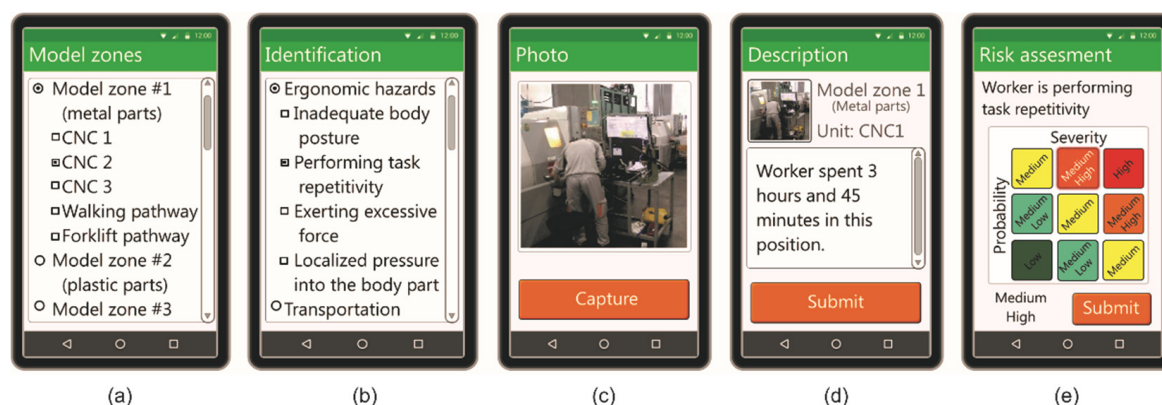 12:00
Model zones
Model zone #1
(metal parts)
CNC 1
CNC 2
CNC 3
Walking pathway
Forklift pathway
Model zone #2
(plastic parts)
Model zone #3
(a)
12:00
Identification
Ergonomic hazards
Inadequate body
posture
Performing task
repetitivity
Exerting excessive
force
Localized pressure
into the body part
Transportation
(b)
12:00
Photo
Capture
(c)
12:00
Description
Model zone 1
(Metal parts)
Unit: CNC1
Worker spent 3
hours and 45
minutes in this
position.
Submit
(d)
12:00
Risk assesment
Worker is performing
task repetitivity
Severity
Probability
Medium
Medium
High
High
Medium
Low
Medium
Medium
High
Low
Medium
Low
Medium
Medium
High
Submit
(e)